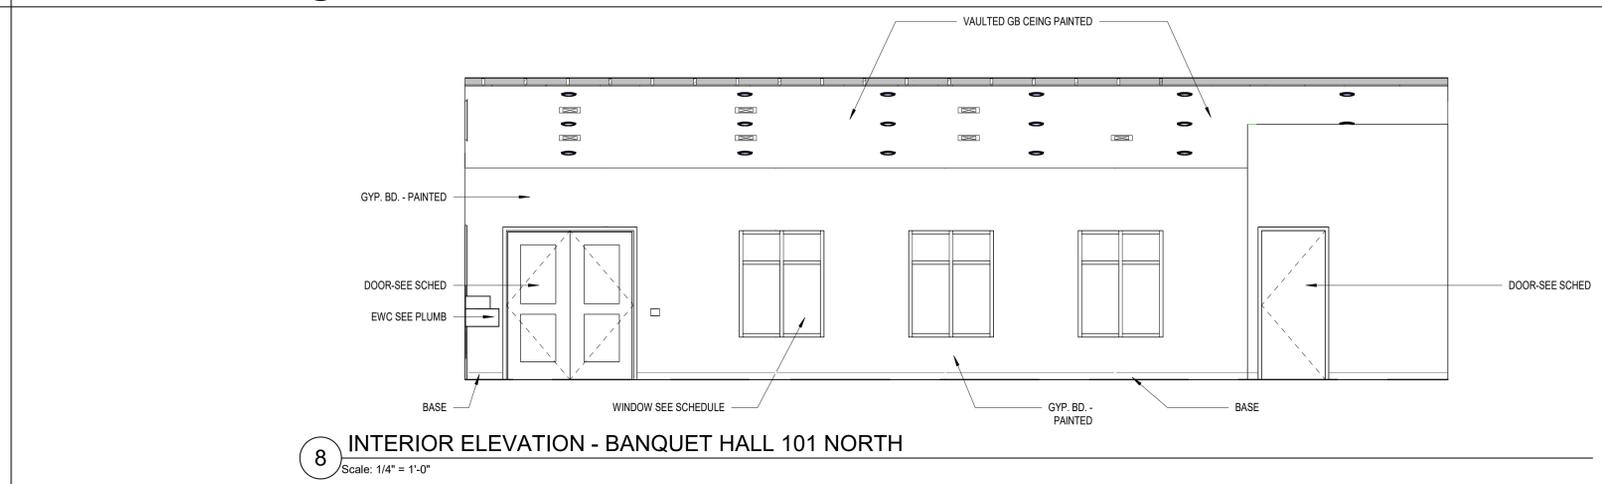 VAULTED GB CEING PAINTED
GYP. BD. - PAINTED
DOOR-SEE SCHED
DOOR-SEE SCHED
EWC SEE PLUMB
BASE
WINDOW SEE SCHEDULE
GYP. BD. -
PAINTED
BASE
8
INTERIOR ELEVATION - BANQUET HALL 101 NORTH
Scale: 1/4" = 1'-0"